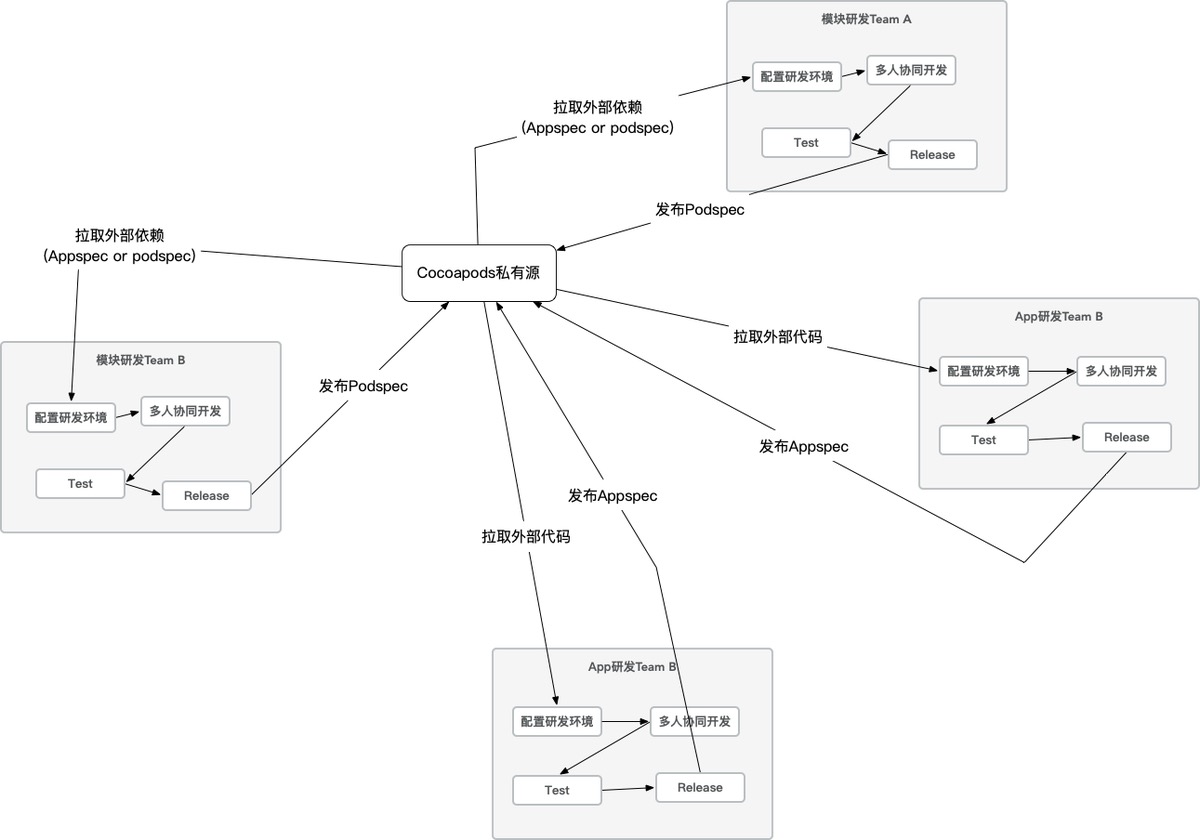 模块研发Team A
配置研发环境
多人协同开发
Test
Release
拉取外部依赖
(Appspec or podspec)
发布Podspec
拉取外部依赖
(Appspec or podspec)
Cocoapods私有源
拉取外部代码
App研发Team B
配置研发环境
多人协同开发
Test
Release
发布Appspec
模块研发Team B
配置研发环境
多人协同开发
Test
Release
发布Podspec
发布Appspec
拉取外部代码
App研发Team B
配置研发环境
多人协同开发
Test
Release